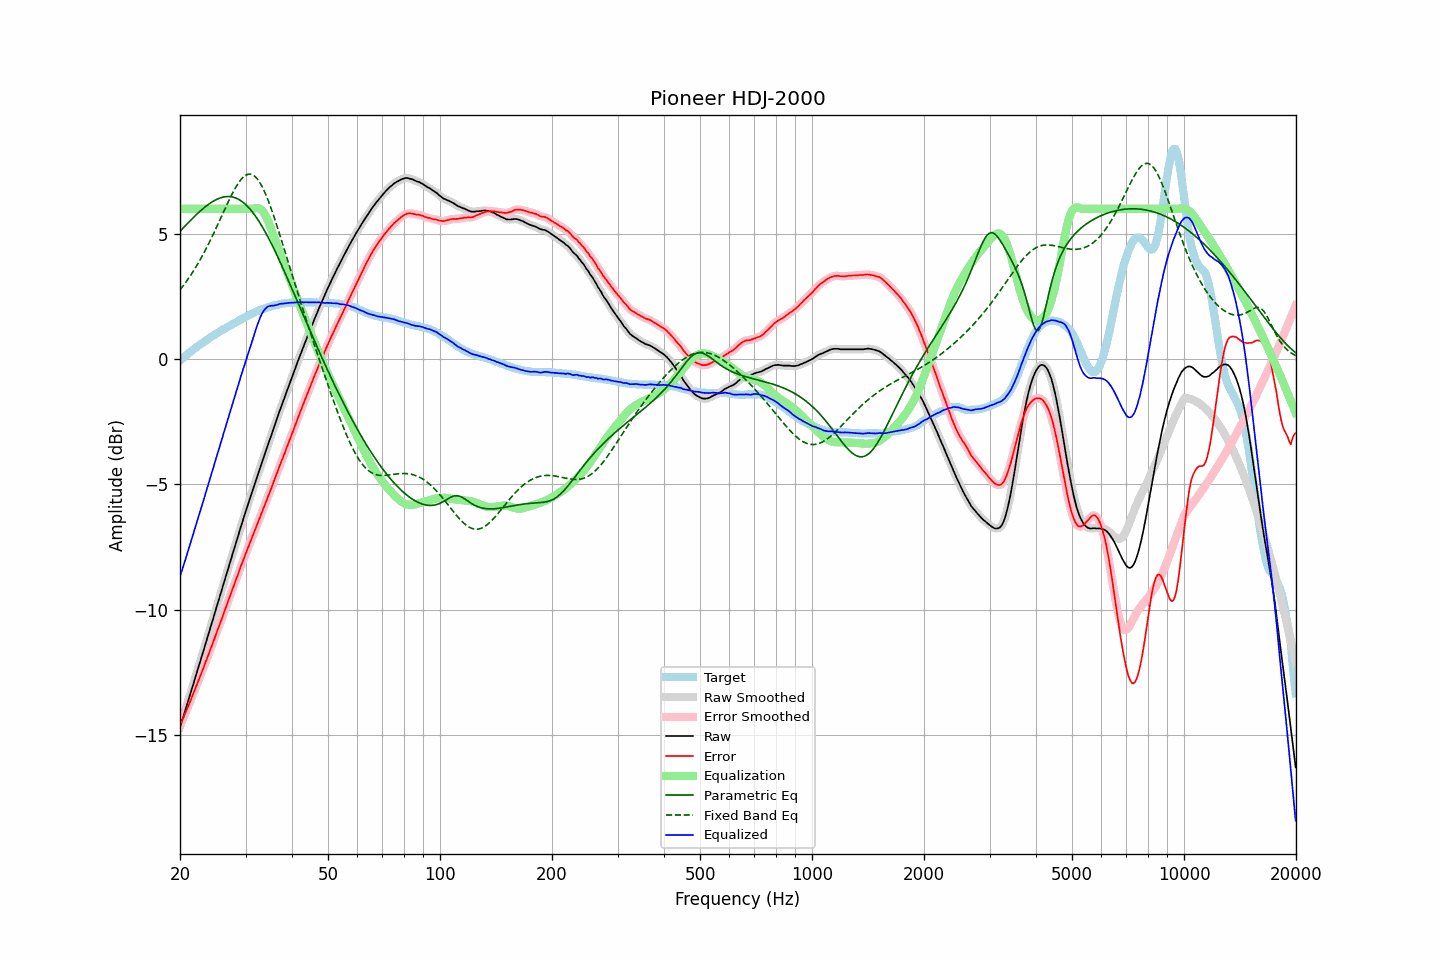 Pioneer HDJ-2000
Amplitude (dBr)
5
0
−5
−10
−15
Target
Raw Smoothed
Error Smoothed
Raw
Error
Equalization
Parametric Eq
Fixed Band Eq
Equalized
20 50 100 200 500 1000 2000 5000 10000 20000
Frequency (Hz)